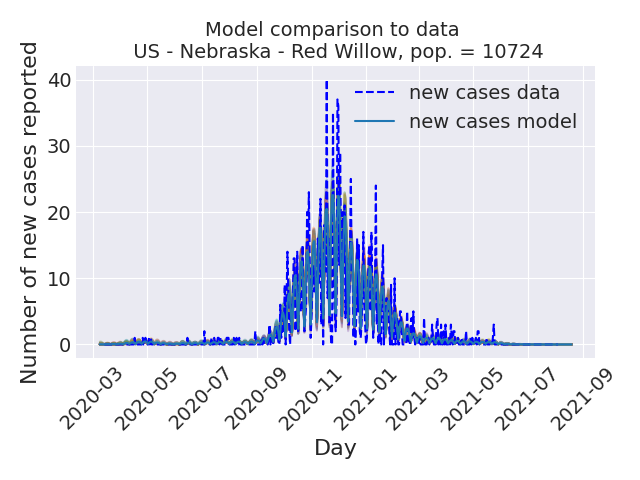 Model comparison to data
US - Nebraska - Red Willow, pop. = 10724
Number of new cases reported
40
30
20
10
0
new cases data
new cases model
2020-03
2020-05
2020-07
2020-09
2020-11
2021-01
2021-03
2021-05
2021-07
2021-09
Day